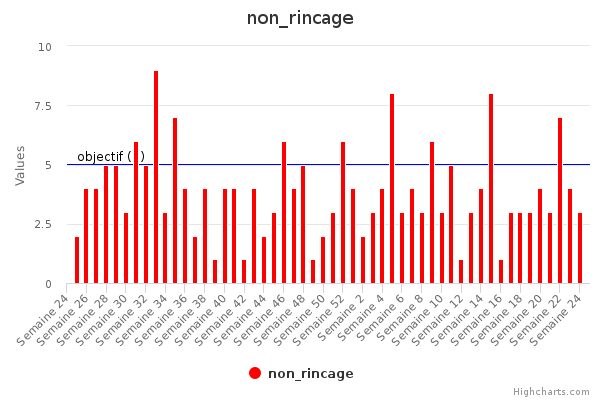 non_rincage
10
7.5
5
2.5
0
Values
objectif ( )
Semaine 24
Semaine 26
Semaine 28
Semaine 30
Semaine 32
Semaine 34
Semaine 36
Semaine 38
Semaine 40
Semaine 42
Semaine 44
Semaine 46
Semaine 48
Semaine 50
Semaine 52
Semaine 2
Semaine 4
Semaine 6
Semaine 8
Semaine 10
Semaine 12
Semaine 14
Semaine 16
Semaine 18
Semaine 20
Semaine 22
Semaine 24
non_rincage
Highcharts.com